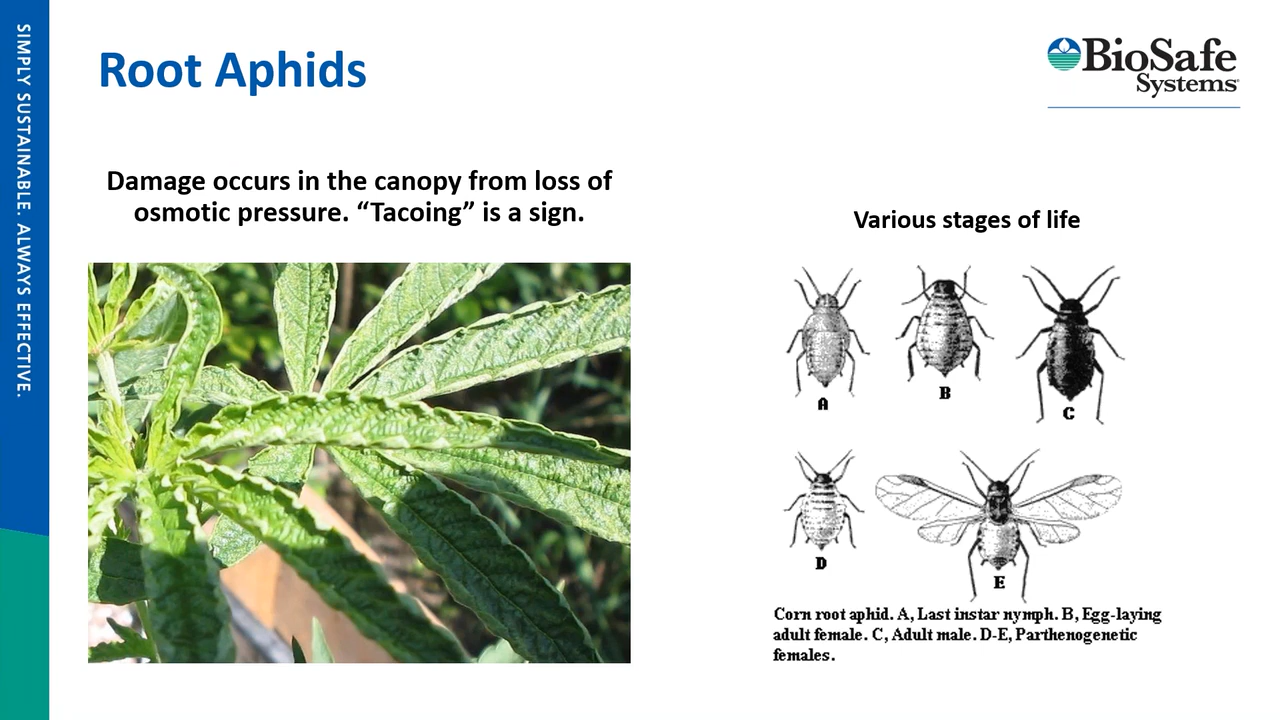 SIMPLY SUSTAINABLE. ALWAYS EFFECTIVE.
Root Aphids
BioSafe
Systems
Damage occurs in the canopy from loss of
osmotic pressure. “Tacoing” is a sign.
Various stages of life
A
B
C
D
E
Corn root aphid. A, Last instar nymph. B, Egg-laying
adult female. C, Adult male. D-E, Parthenogenetic
females.